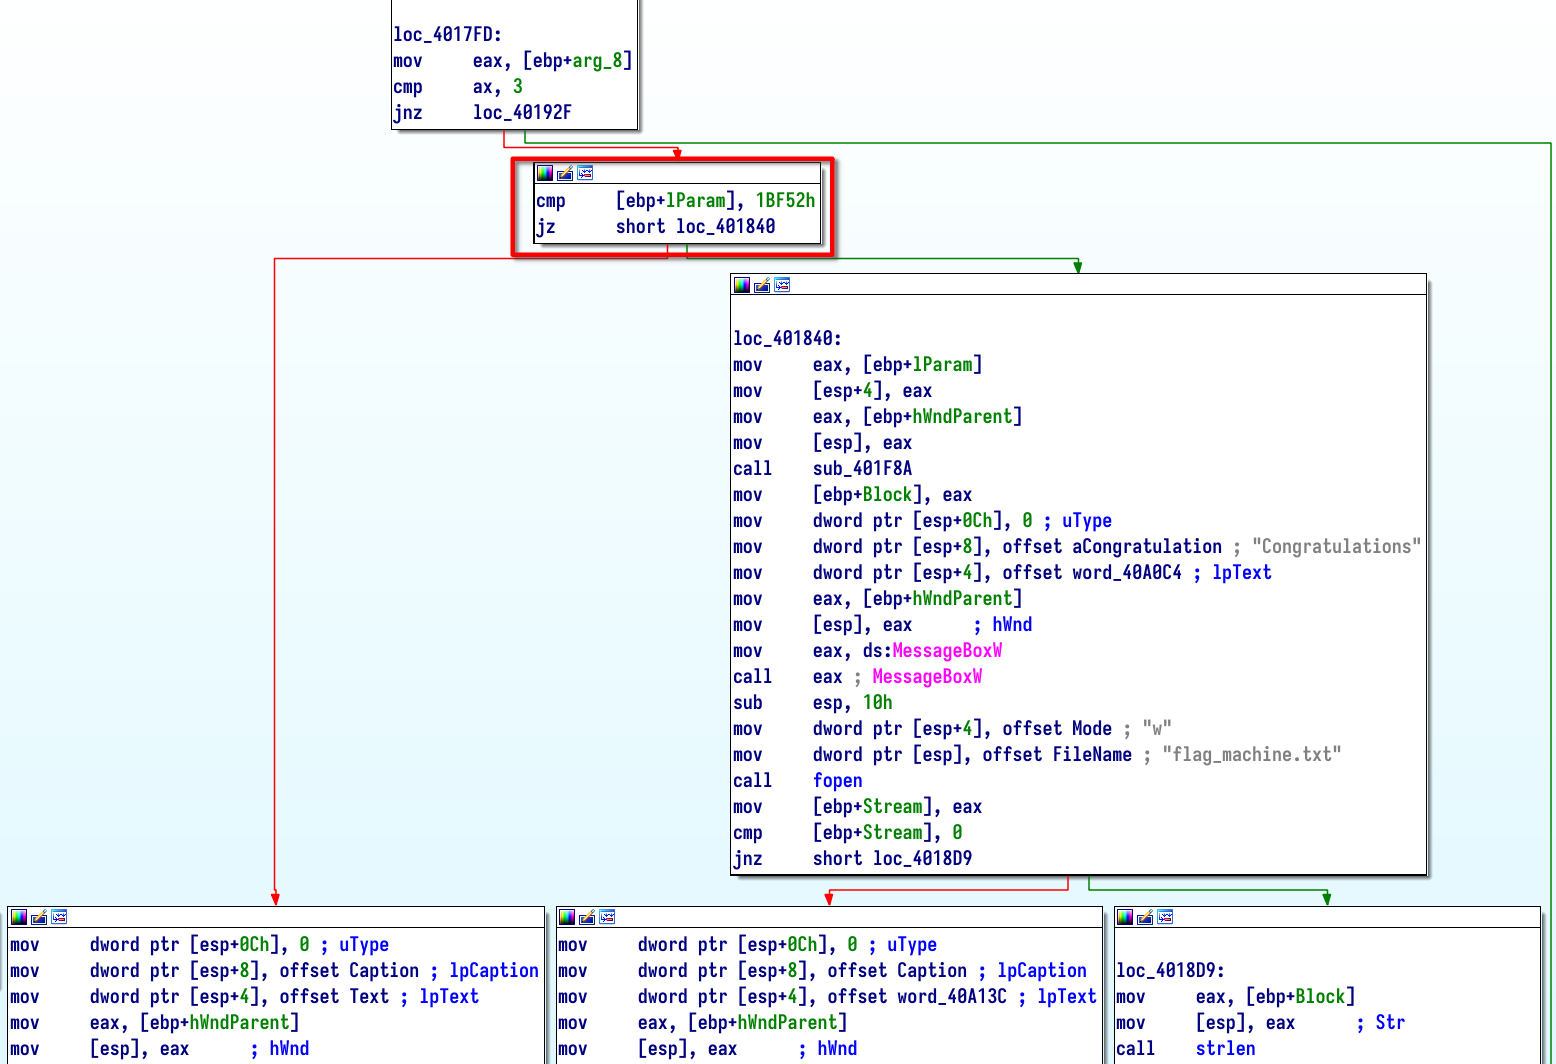 loc_4017FD:
mov eax, [ebp+arg_8]
cmp ax, 3
jnz loc_40192F
cmp [ebp+lParam], 1BF52h
jz short loc_401840
loc_401840:
mov eax, [ebp+lParam]
mov [esp+4], eax
mov eax, [ebp+hWndParent]
mov [esp], eax
call sub_401F8A
mov [ebp+Block], eax
mov dword ptr [esp+0Ch], 0 ; uType
mov dword ptr [esp+8], offset aCongratulation ; "Congratulations"
mov dword ptr [esp+4], offset word_40A0C4 ; lpText
mov eax, [ebp+hWndParent]
mov [esp], eax ; hWnd
mov eax, ds:MessageBoxW
call eax ; MessageBoxW
sub esp, 10h
mov dword ptr [esp+4], offset Mode ; "w"
mov dword ptr [esp], offset FileName ; "flag_machine.txt"
call fopen
mov [ebp+Stream], eax
cmp [ebp+Stream], 0
jnz short loc_4018D9
mov dword ptr [esp+0Ch], 0 ; uType
mov dword ptr [esp+8], offset Caption ; lpCaption
mov dword ptr [esp+4], offset Text ; lpText
mov eax, [ebp+hWndParent]
mov [esp], eax ; hWnd
mov dword ptr [esp+0Ch], 0 ; uType
mov dword ptr [esp+8], offset Caption ; lpCaption
mov dword ptr [esp+4], offset word_40A13C ; lpText
mov eax, [ebp+hWndParent]
mov [esp], eax ; hWnd
loc_4018D9:
mov eax, [ebp+Block]
mov [esp], eax ; Str
call strlen